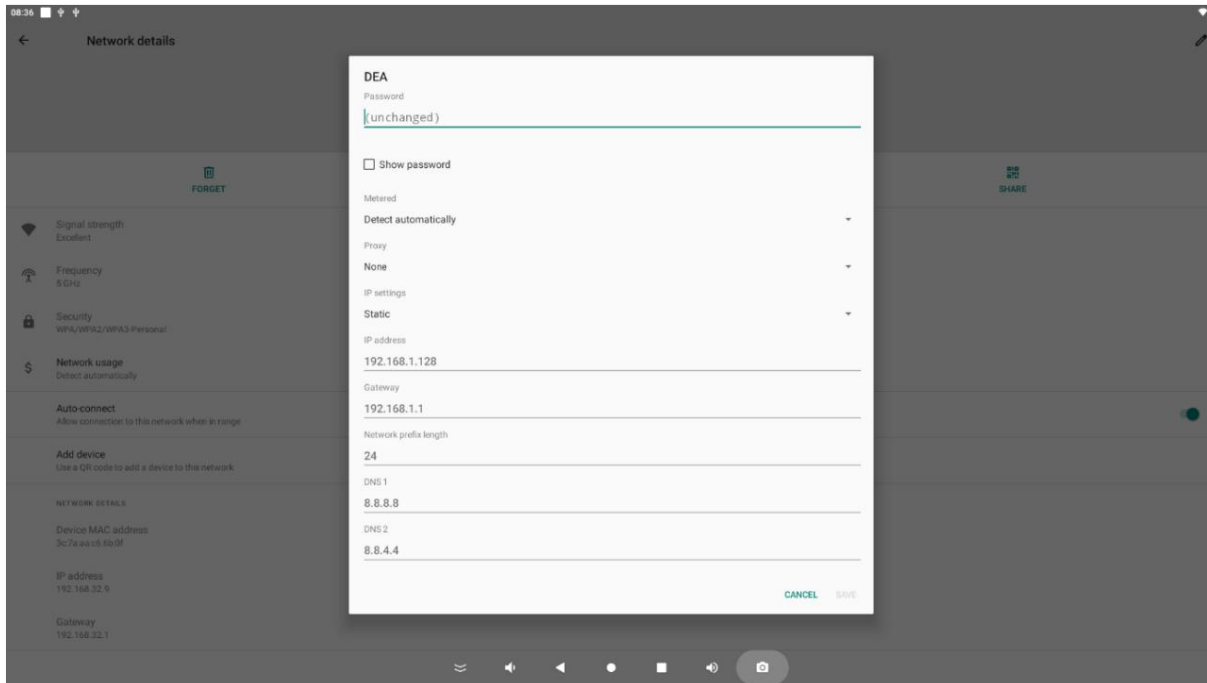 08:36
Network details
DEA
Password
(unchanged)
Show password
Metered
Detect automatically
Proxy
None
IP settings
Static
IP address
192.168.1.128
Gateway
192.168.1.1
Network prefix length
24
DNS 1
8.8.8.8
DNS 2
8.8.4.4
CANCEL SAVE
FORGET
SHARE
Signal strength
Excellent
Frequency
5 GHz
Security
WPA/WPA2/WPA3-Personal
Network usage
Detect automatically
Auto-connect
Allow connection to this network when in range
Add device
Use a QR code to add a device to this network
NETWORK DETAILS
Device MAC address
IP address
192.168.32.9
Gateway
192.168.32.1